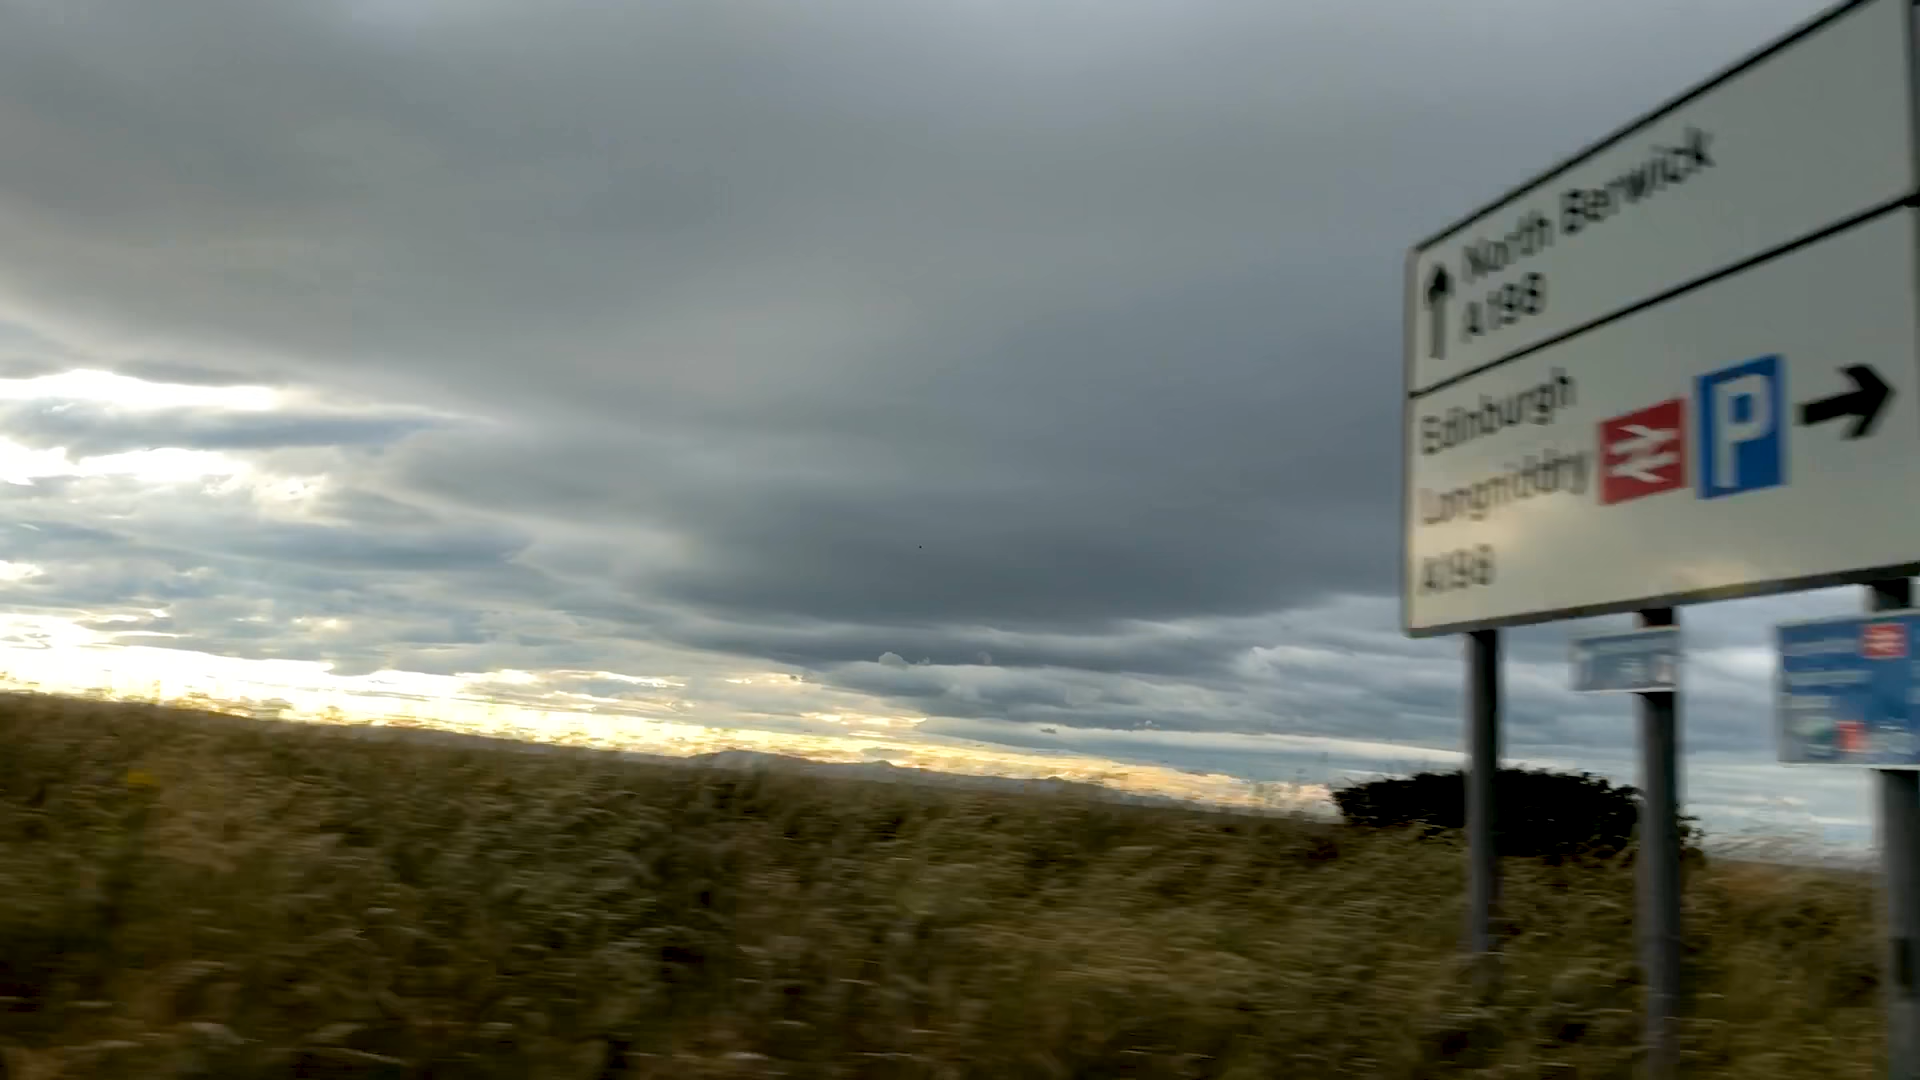 North Berwick
A198
Edinburgh
Longniddry
P
A198